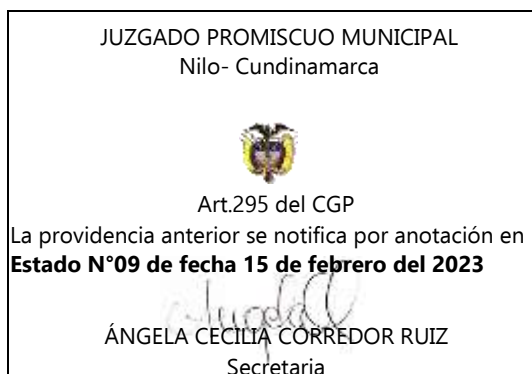 JUZGADO PROMISCUO MUNICIPAL
Nilo- Cundinamarca
Art.295 del CGP
La providencia anterior se notifica por anotación en
Estado N°09 de fecha 15 de febrero del 2023
ÁNGELA CECILIA CORREDOR RUIZ
Secretaria